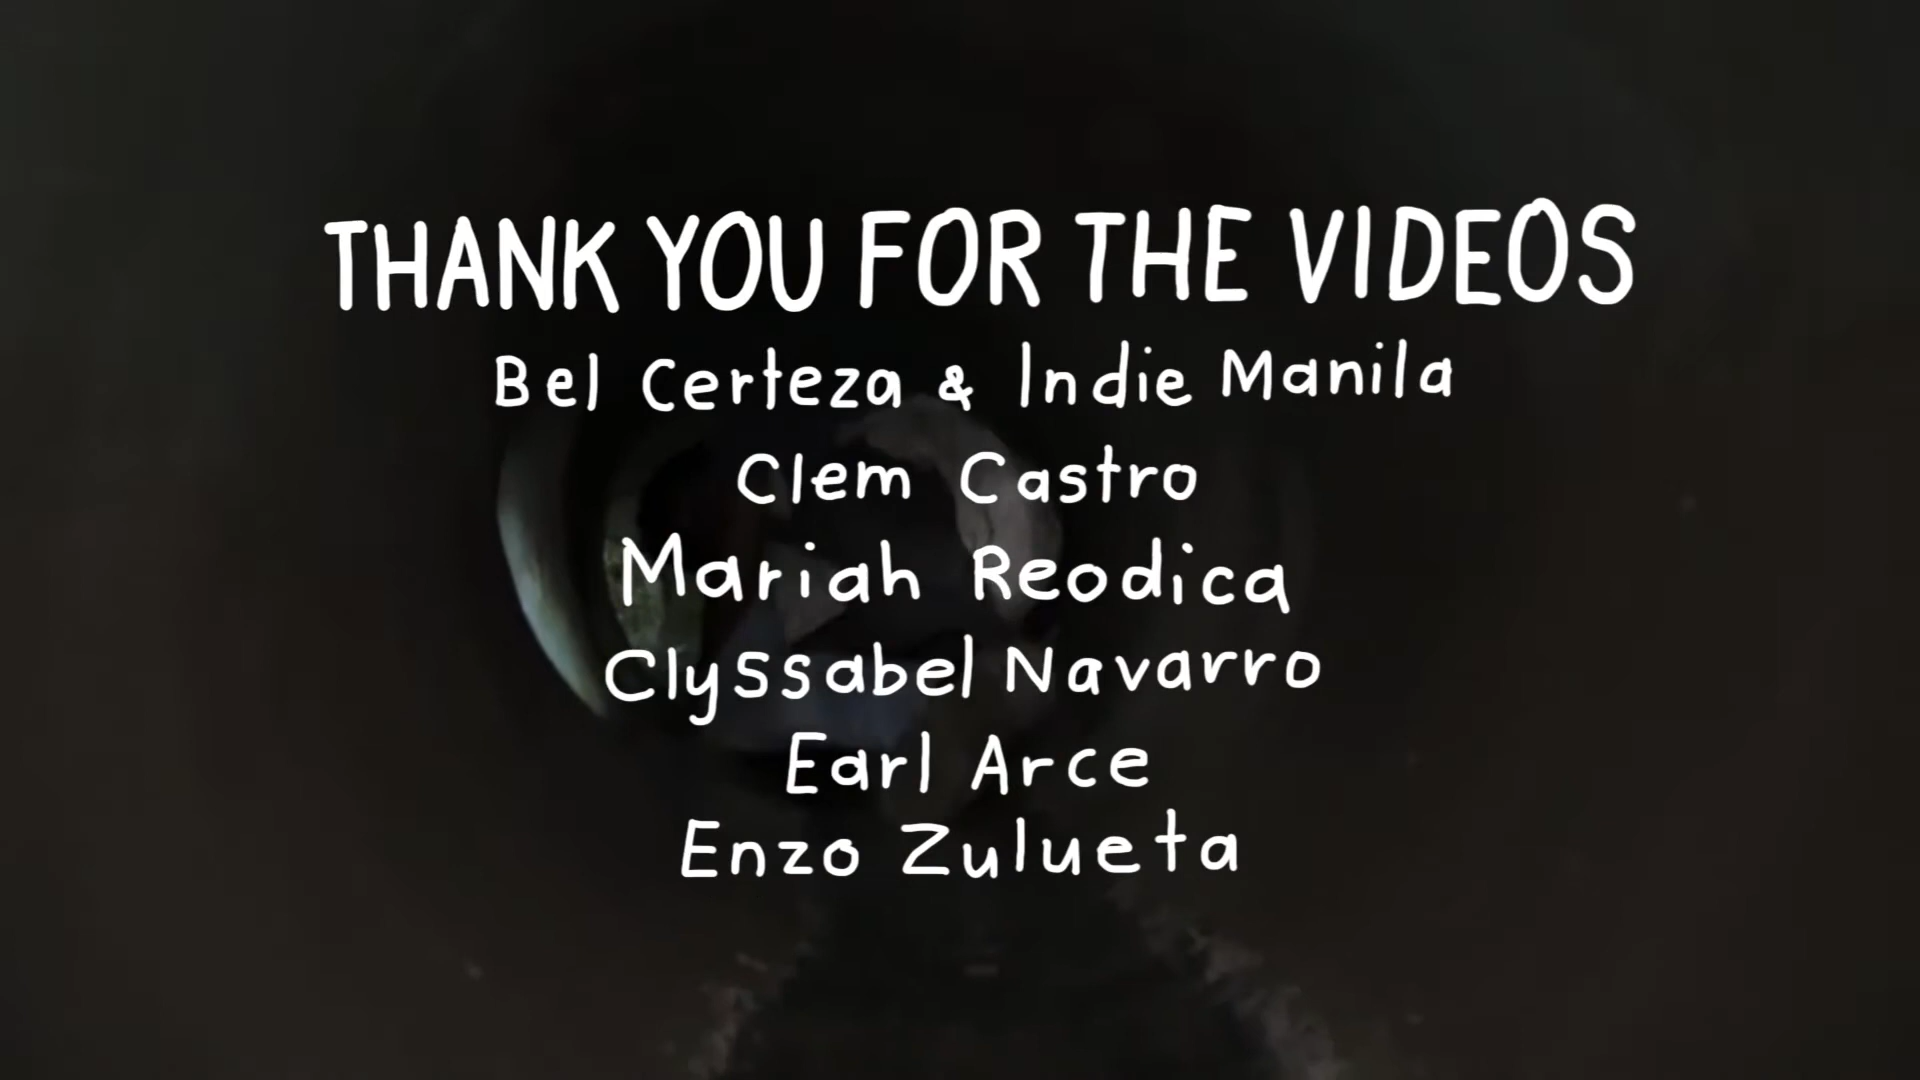 THANK YOU FOR THE VIDEOS
Bel Certeza & Indie Manila
Clem Castro
Mariah Reodica
Clyssabel Navarro
Earl Arce
Enzo Zulueta